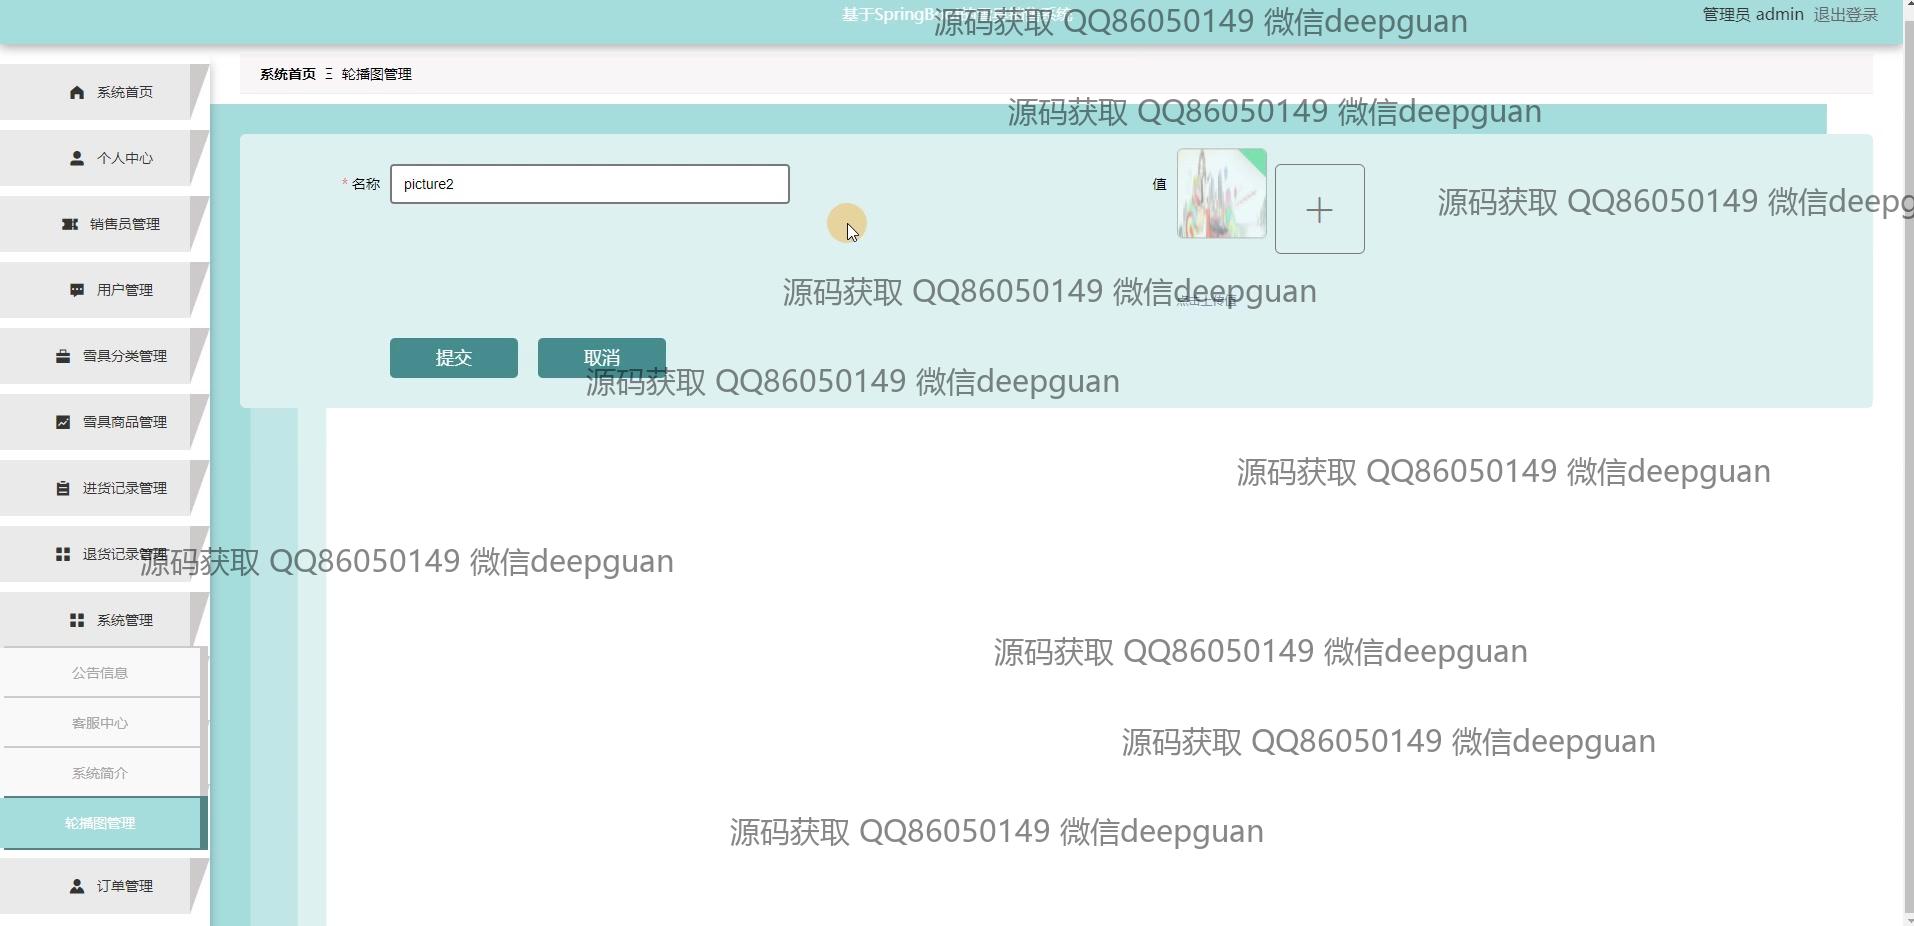 管理员 admin 退出登录
源码获取 QQ86050149 微信deepguan
系统首页 轮播图管理
系统首页
源码获取 QQ86050149 微信deepguan
个人中心
* 名称 picture2
值
源码获取 QQ86050149 微信deepg
销售员管理
用户管理
源码获取 QQ86050149 微信deepguan
点击上传值
雪具分类管理
提交 取消
源码获取 QQ86050149 微信deepguan
雪具商品管理
源码获取 QQ86050149 微信deepguan
进货记录管理
退货记录管理
源码获取 QQ86050149 微信deepguan
系统管理
源码获取 QQ86050149 微信deepguan
公告信息
客服中心
源码获取 QQ86050149 微信deepguan
系统简介
轮播图管理
源码获取 QQ86050149 微信deepguan
订单管理